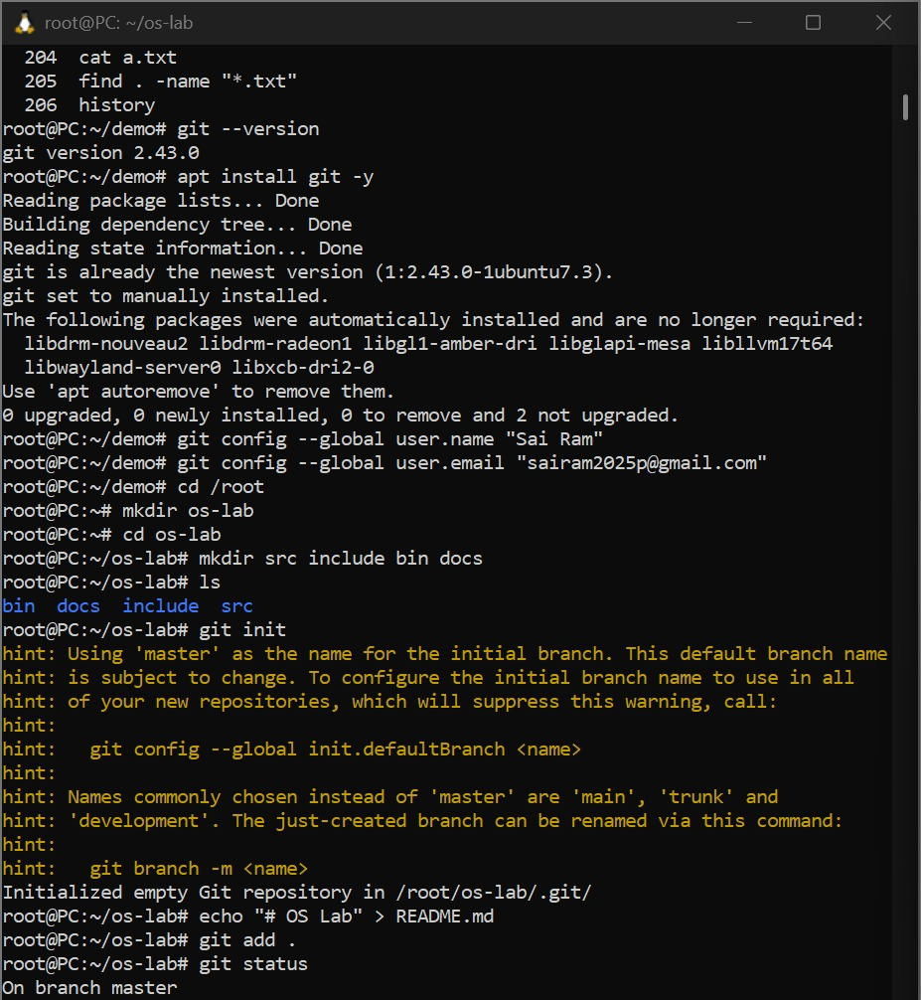 root@PC: ~/os-lab
204 cat a.txt
205 find . -name "*.txt"
206 history
root@PC:~/demo# git --version
git version 2.43.0
root@PC:~/demo# apt install git -y
Reading package lists... Done
Building dependency tree... Done
Reading state information... Done
git is already the newest version (1:2.43.0-1ubuntu7.3).
git set to manually installed.
The following packages were automatically installed and are no longer required:
  libdrm-nouveau2 libdrm-radeon1 libgl1-amber-dri libglapi-mesa libllvm17t64
  libwayland-server0 libxcb-dri2-0
Use 'apt autoremove' to remove them.
0 upgraded, 0 newly installed, 0 to remove and 2 not upgraded.
root@PC:~/demo# git config --global user.name "Sai Ram"
root@PC:~/demo# git config --global user.email "sairam2025p@gmail.com"
root@PC:~/demo# cd /root
root@PC:~# mkdir os-lab
root@PC:~# cd os-lab
root@PC:~/os-lab# mkdir src include bin docs
root@PC:~/os-lab# ls
bin  docs  include  src
root@PC:~/os-lab# git init
hint: Using 'master' as the name for the initial branch. This default branch name
hint: is subject to change. To configure the initial branch name to use in all
hint: of your new repositories, which will suppress this warning, call:
hint:
hint:   git config --global init.defaultBranch <name>
hint:
hint: Names commonly chosen instead of 'master' are 'main', 'trunk' and
hint: 'development'. The just-created branch can be renamed via this command:
hint:
hint:   git branch -m <name>
Initialized empty Git repository in /root/os-lab/.git/
root@PC:~/os-lab# echo "# OS Lab" > README.md
root@PC:~/os-lab# git add .
root@PC:~/os-lab# git status
On branch master